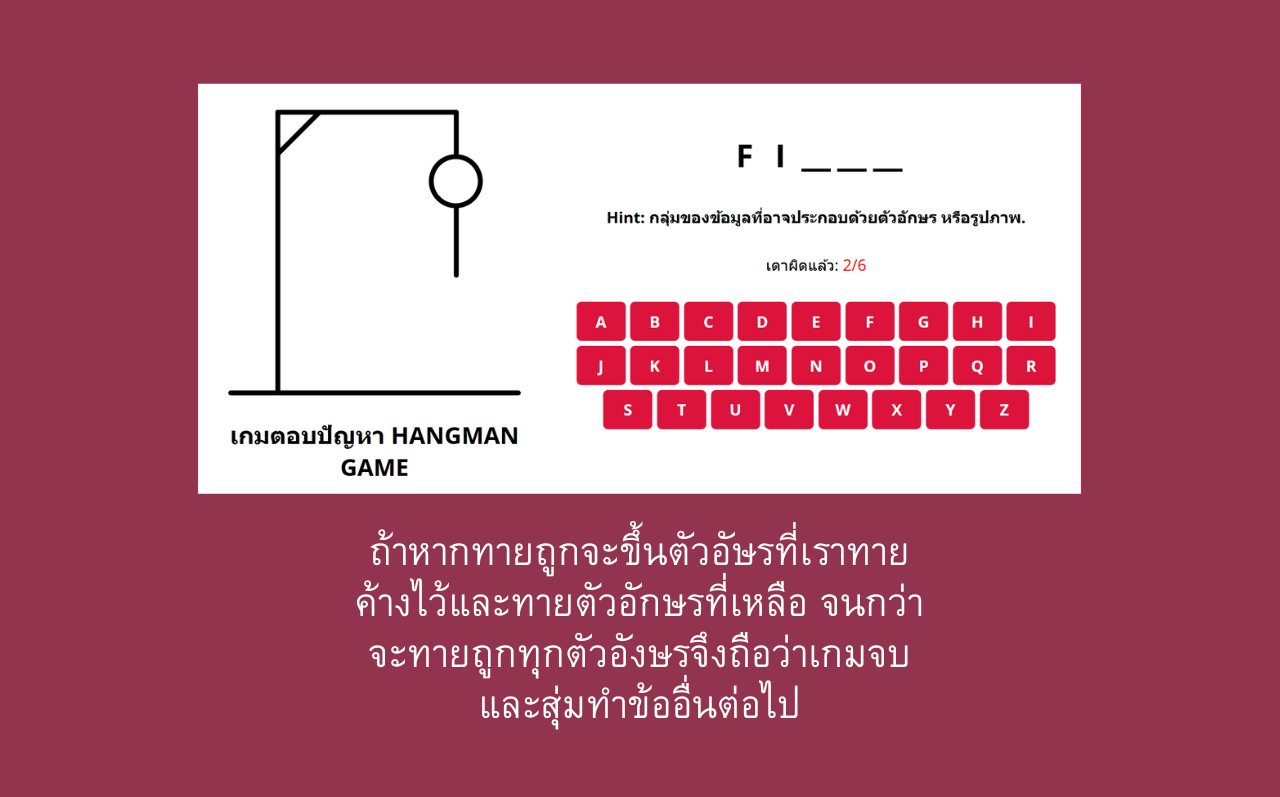 F I _ _ _
Hint: กลุ่มของข้อมูลที่อาจประกอบด้วยตัวอักษร หรือรูปภาพ.
เดาผิดแล้ว: 2/6
A B C D E F G H I
J K L M N O P Q R
S T U V W X Y Z
เกมตอบปัญหา HANGMAN
GAME
ถ้าหากทายถูกจะขึ้นตัวอัษรที่เราทาย
ค้างไว้และทายตัวอักษรที่เหลือ จนกว่า
จะทายถูกทุกตัวอังษรจึงถือว่าเกมจบ
และสุ่มทำข้ออื่นต่อไป